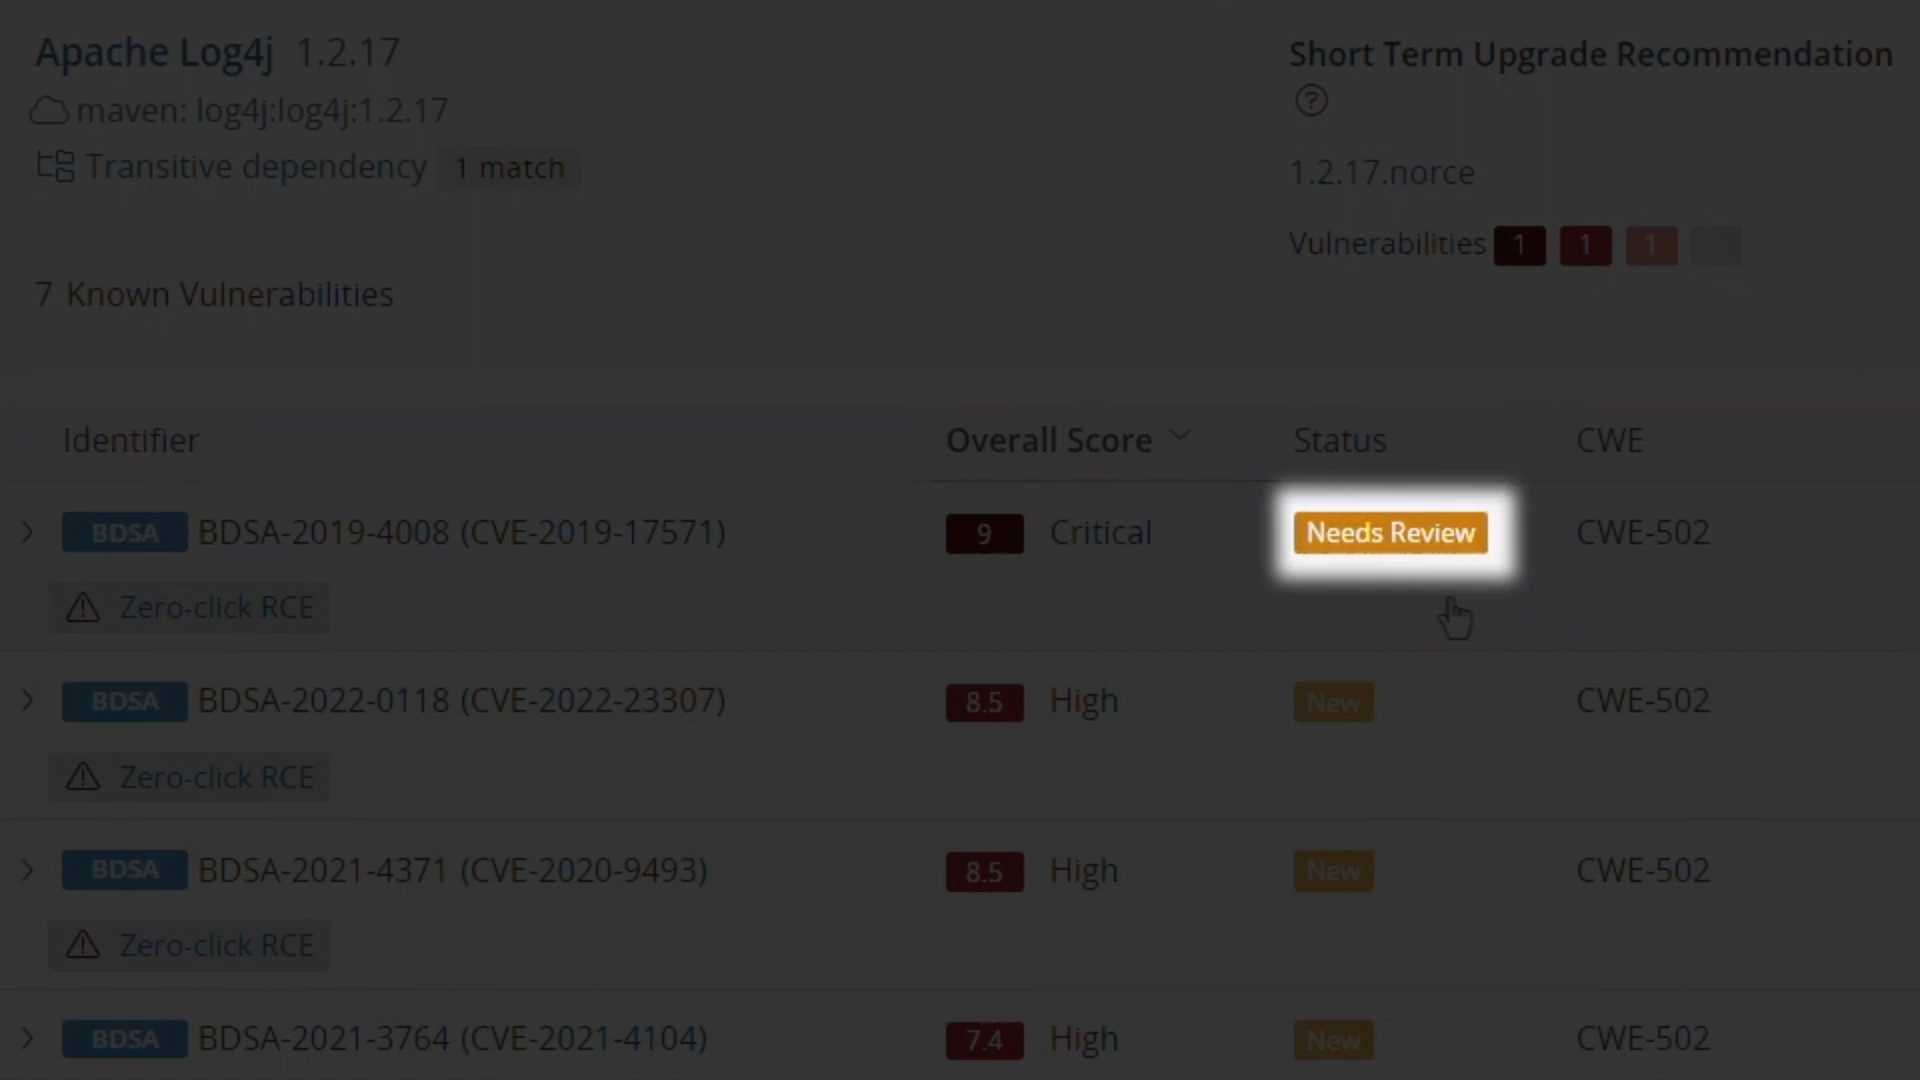 Apache Log4j 1.2.17
maven: log4j:log4j:1.2.17
Transitive dependency 1 match
7 Known Vulnerabilities
Short Term Upgrade Recommendation
?
1.2.17.norce
Vulnerabilities 1 1 1
Identifier Overall Score Status CWE
BDSA BDSA-2019-4008 (CVE-2019-17571) 9 Critical Needs Review CWE-502
Zero-click RCE
BDSA BDSA-2022-0118 (CVE-2022-23307) 8.5 High New CWE-502
Zero-click RCE
BDSA BDSA-2021-4371 (CVE-2020-9493) 8.5 High New CWE-502
Zero-click RCE
BDSA BDSA-2021-3764 (CVE-2021-4104) 7.4 High New CWE-502